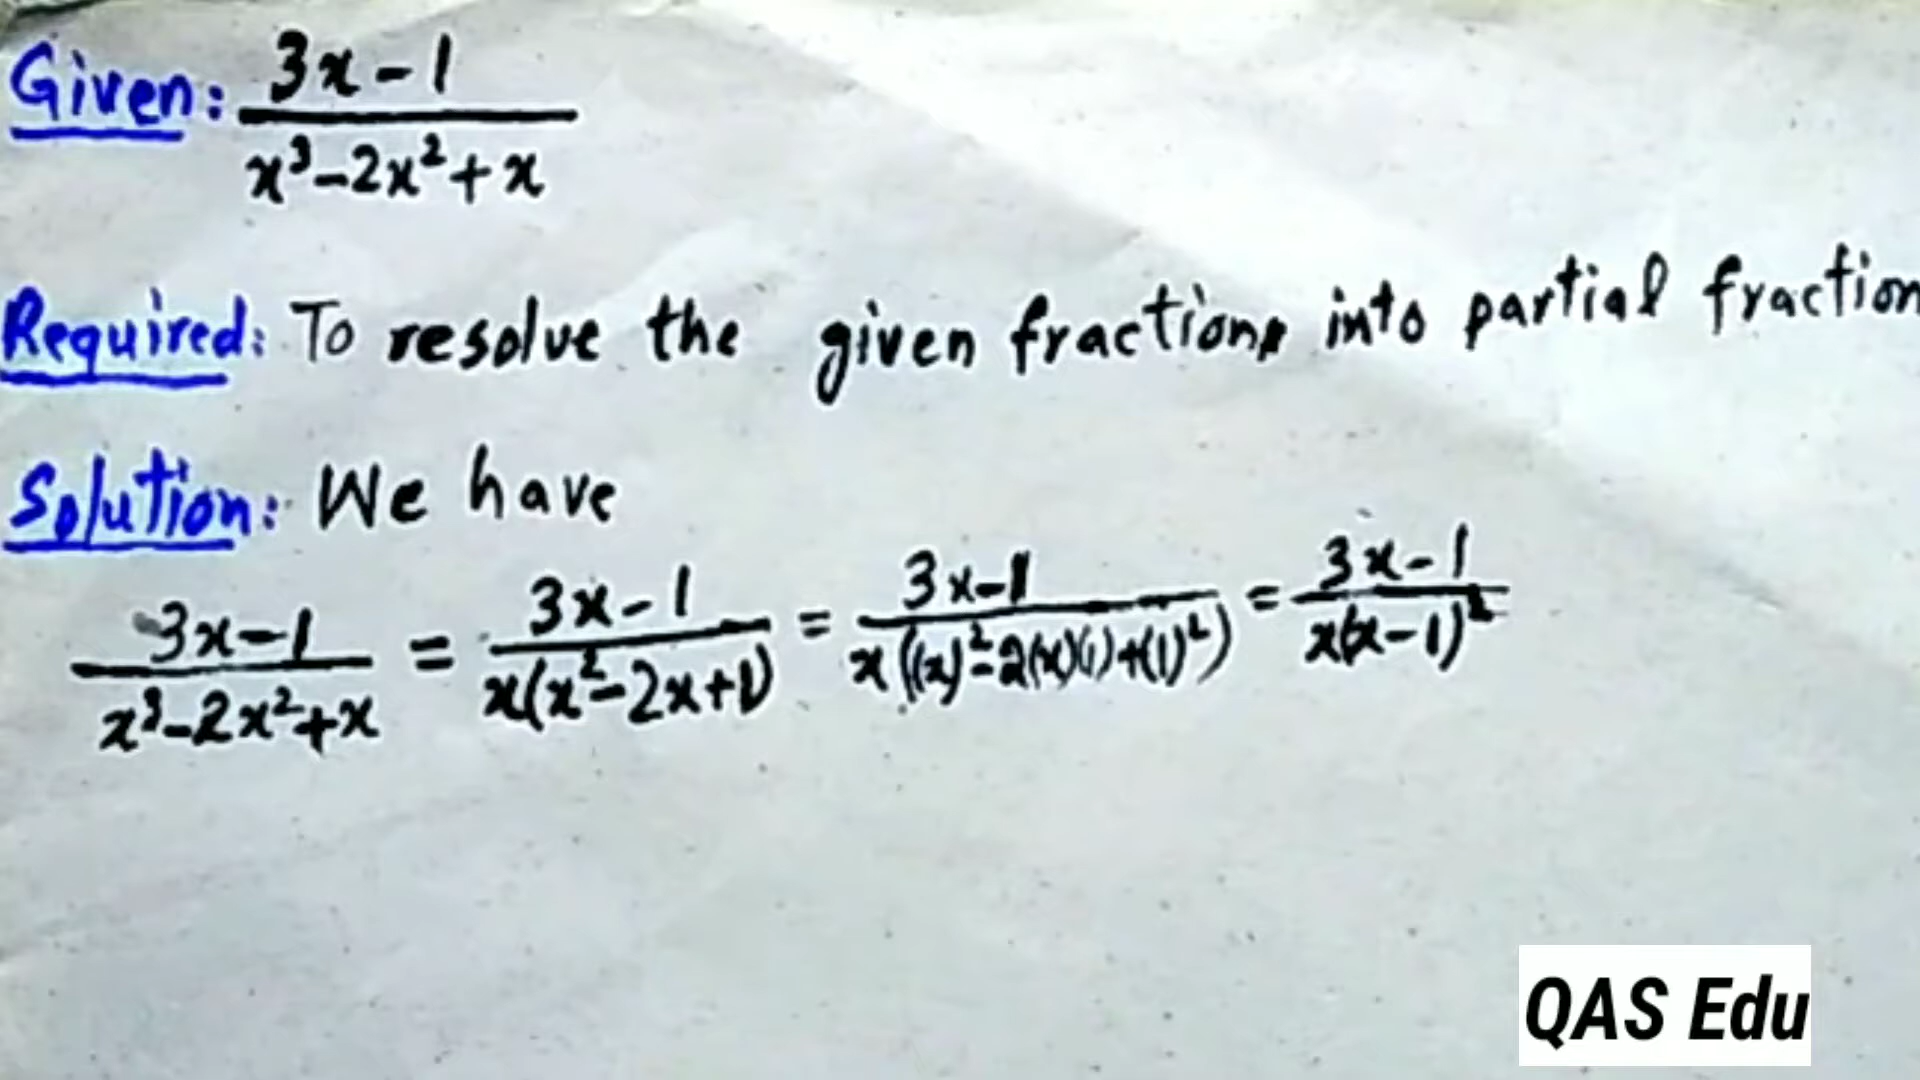 Given: 3x-1 / x³-2x²+x
Required: To resolve the given fractions into partial fraction
Solution: We have
3x-1 / x³-2x²+x = 3x-1 / x(x²-2x+1) = 3x-1 / x((x)²-2(x)(1)+(1)²) = 3x-1 / x(x-1)²
QAS Edu